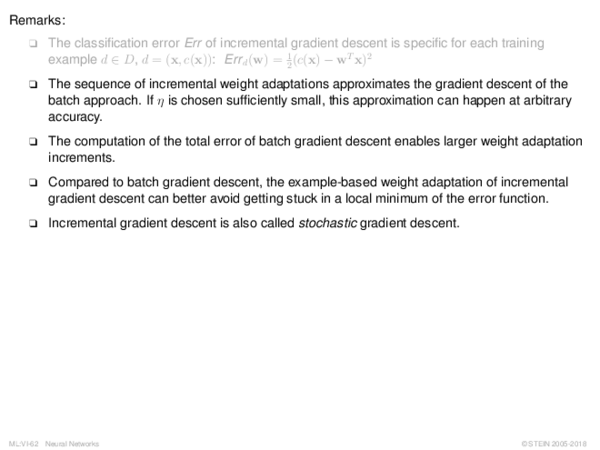 Remarks:
❑ The classification error Err of incremental gradient descent is specific for each training
example d ∈ D, d = (x, c(x)): Err_d(w) = ½(c(x) − w^T x)²
❑ The sequence of incremental weight adaptations approximates the gradient descent of the
batch approach. If η is chosen sufficiently small, this approximation can happen at arbitrary
accuracy.
❑ The computation of the total error of batch gradient descent enables larger weight adaptation
increments.
❑ Compared to batch gradient descent, the example-based weight adaptation of incremental
gradient descent can better avoid getting stuck in a local minimum of the error function.
❑ Incremental gradient descent is also called stochastic gradient descent.
ML:VI-62 Neural Networks
©STEIN 2005-2018